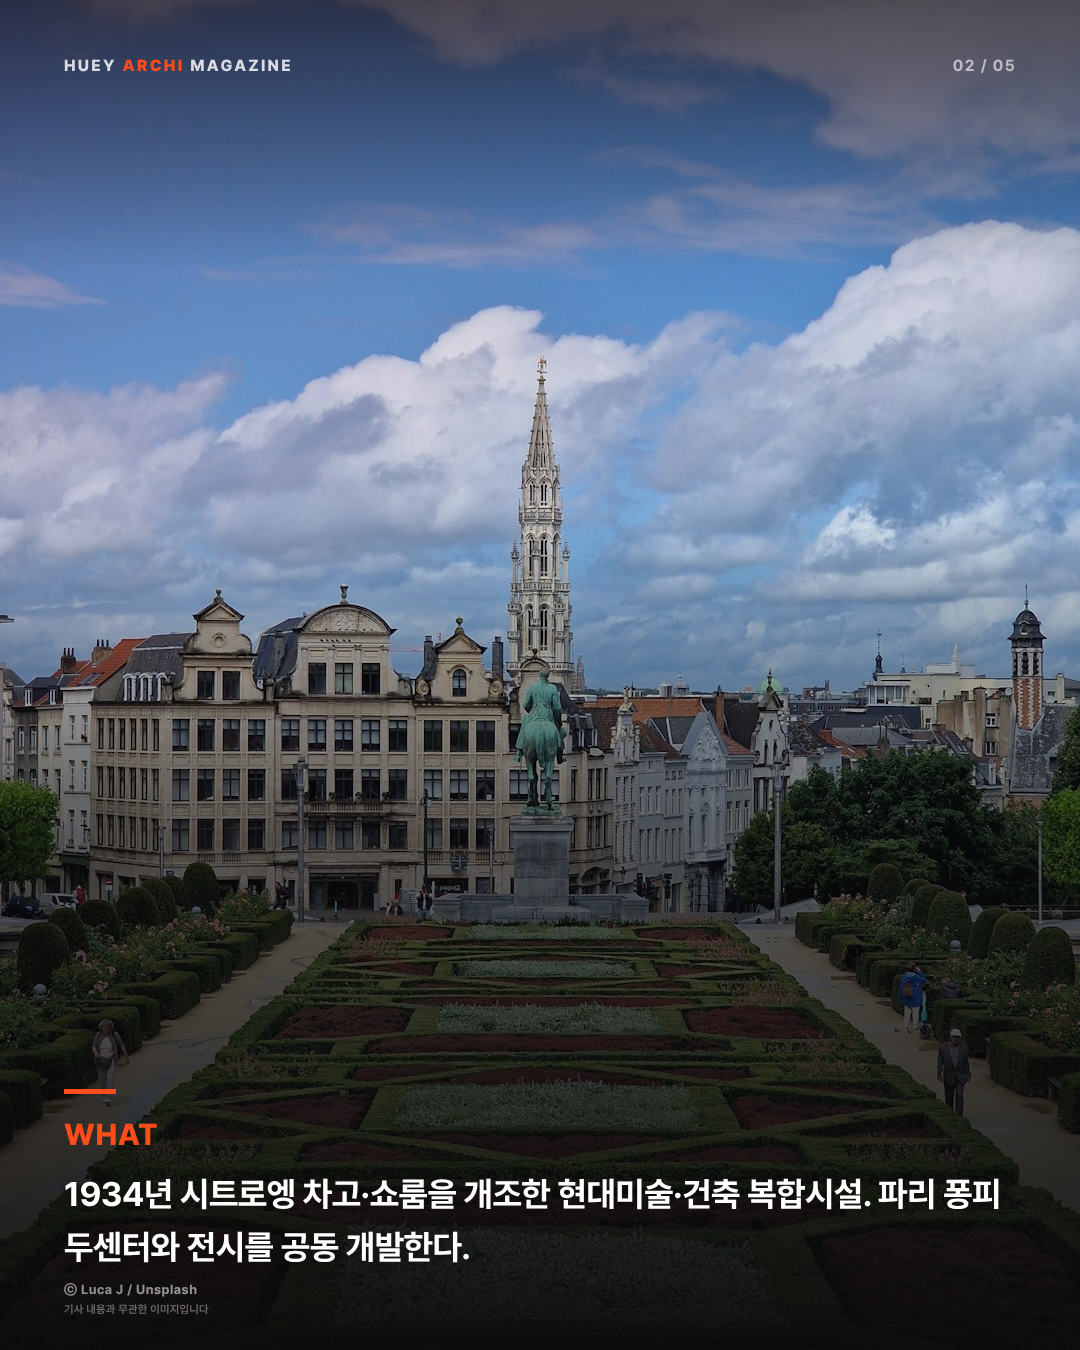 HUEY ARCHI MAGAZINE
02 / 05
WHAT
1934년 시트로엥 차고·쇼룸을 개조한 현대미술·건축 복합시설. 파리 퐁피
두센터와 전시를 공동 개발한다.
© Luca J / Unsplash
기사 내용과 무관한 이미지입니다